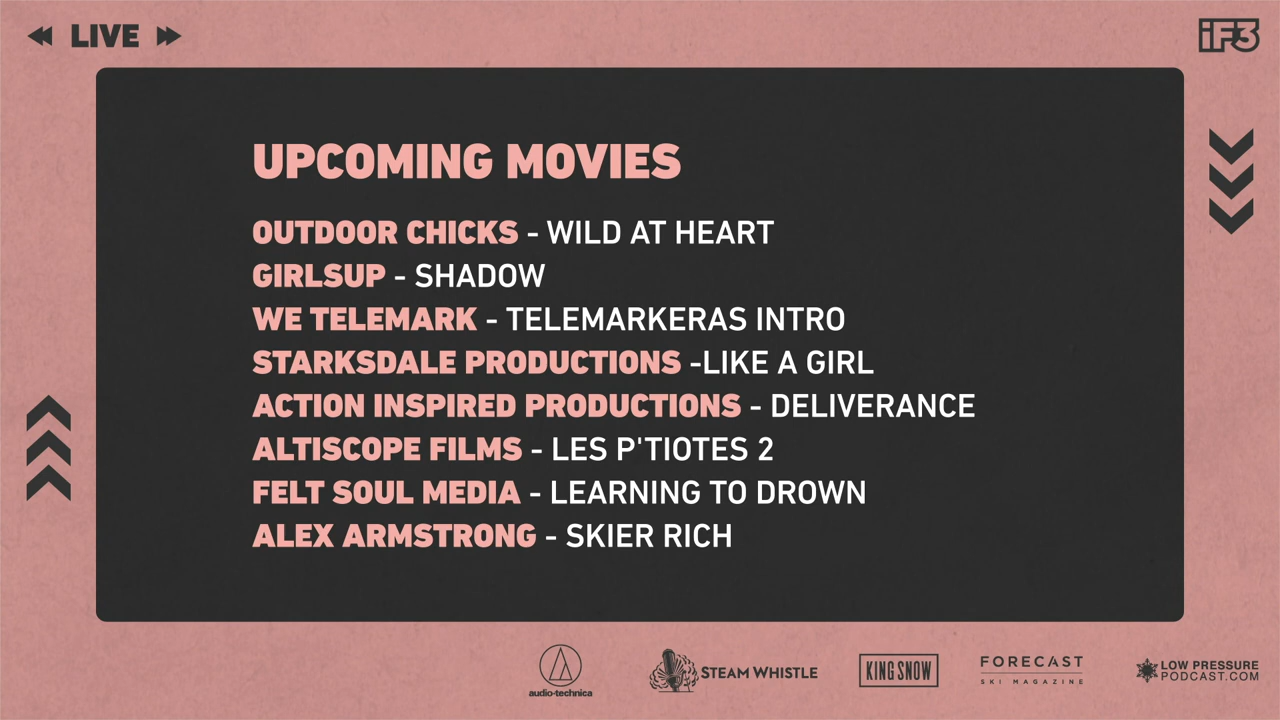 LIVE
iF3
UPCOMING MOVIES
OUTDOOR CHICKS - WILD AT HEART
GIRLSUP - SHADOW
WE TELEMARK - TELEMARKERAS INTRO
STARKSDALE PRODUCTIONS -LIKE A GIRL
ACTION INSPIRED PRODUCTIONS - DELIVERANCE
ALTISCOPE FILMS - LES P'TIOTES 2
FELT SOUL MEDIA - LEARNING TO DROWN
ALEX ARMSTRONG - SKIER RICH
audio-technica
STEAM WHISTLE
KING SNOW
FORECAST
SKI MAGAZINE
LOW PRESSURE
PODCAST.COM